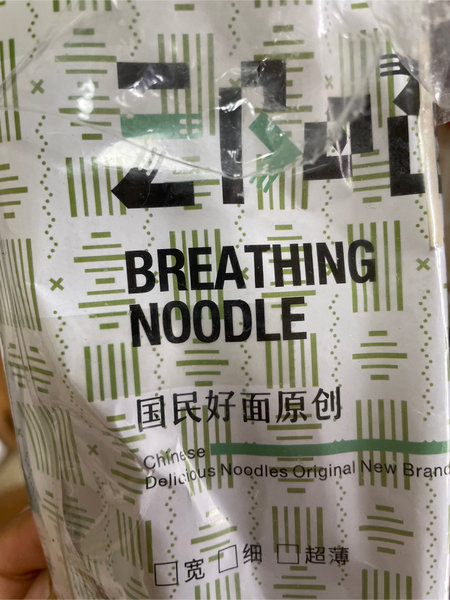 BREATHING
NOODLE
国民好面原创
Chinese
Delicious Noodles Original New Brand
□宽 □细 □超薄